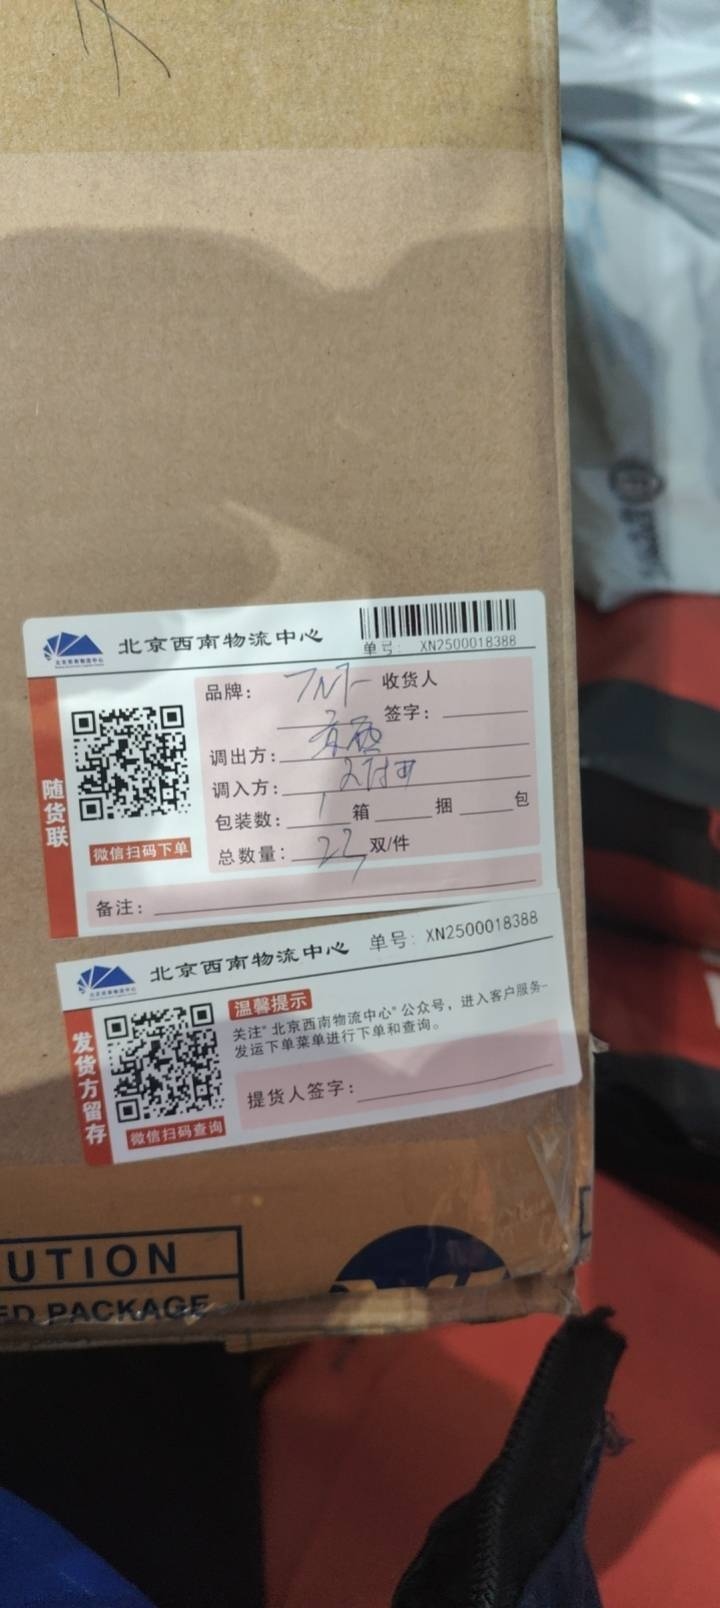 北京西南物流中心
单号: XN2500018388
品牌: TNF 收货人
签字:
调出方:
调入方:
包装数: 1 箱 捆 包
总数量: 22 双/件
备注:
随货联
微信扫码下单
北京西南物流中心 单号: XN2500018388
温馨提示
关注"北京西南物流中心"公众号，进入客户服务-
发运下单菜单进行下单和查询。
提货人签字:
发货方留存
微信扫码查询
UTION
ED PACKAGE